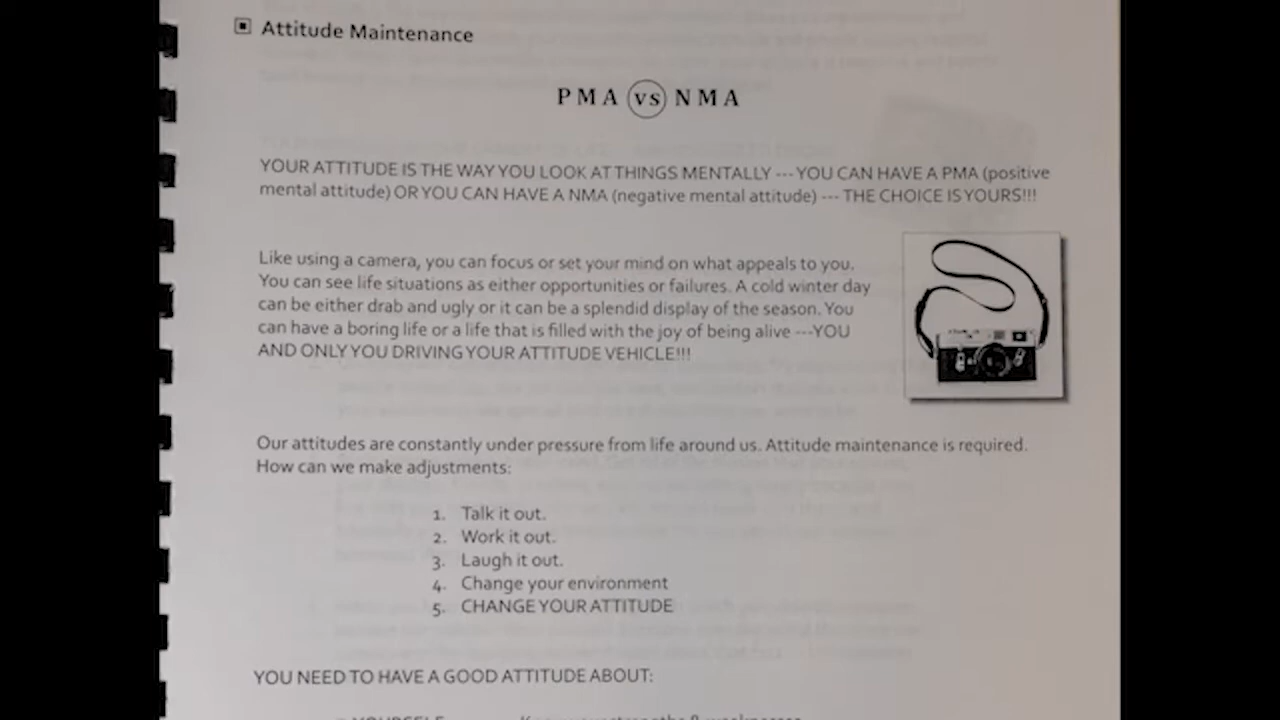 Attitude Maintenance
PMA vs NMA
YOUR ATTITUDE IS THE WAY YOU LOOK AT THINGS MENTALLY --- YOU CAN HAVE A PMA (positive
mental attitude) OR YOU CAN HAVE A NMA (negative mental attitude) --- THE CHOICE IS YOURS!!!
Like using a camera, you can focus or set your mind on what appeals to you.
You can see life situations as either opportunities or failures. A cold winter day
can be either drab and ugly or it can be a splendid display of the season. You
can have a boring life or a life that is filled with the joy of being alive ---YOU
AND ONLY YOU DRIVING YOUR ATTITUDE VEHICLE!!!
Our attitudes are constantly under pressure from life around us. Attitude maintenance is required.
How can we make adjustments:
1. Talk it out.
2. Work it out.
3. Laugh it out.
4. Change your environment
5. CHANGE YOUR ATTITUDE
YOU NEED TO HAVE A GOOD ATTITUDE ABOUT: